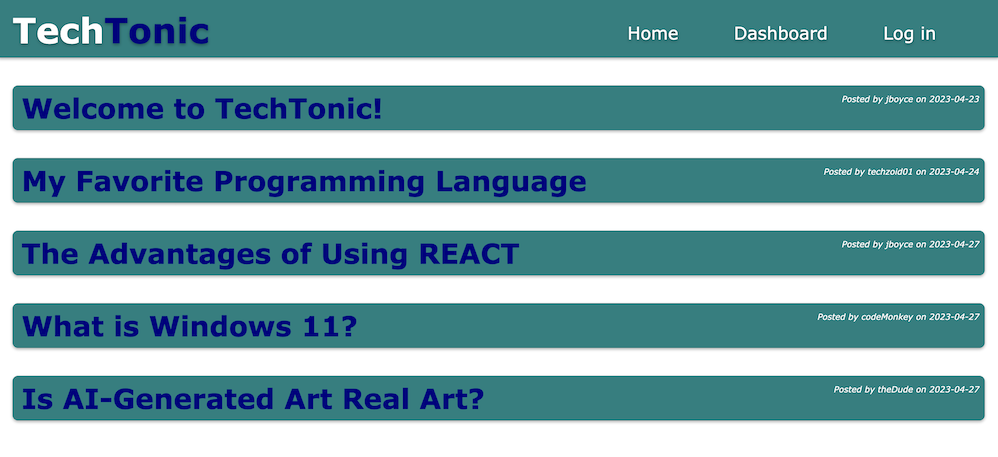 TechTonic
Home Dashboard Log in
Welcome to TechTonic!
Posted by jboyce on 2023-04-23
My Favorite Programming Language
Posted by techzoid01 on 2023-04-24
The Advantages of Using REACT
Posted by jboyce on 2023-04-27
What is Windows 11?
Posted by codeMonkey on 2023-04-27
Is AI-Generated Art Real Art?
Posted by theDude on 2023-04-27